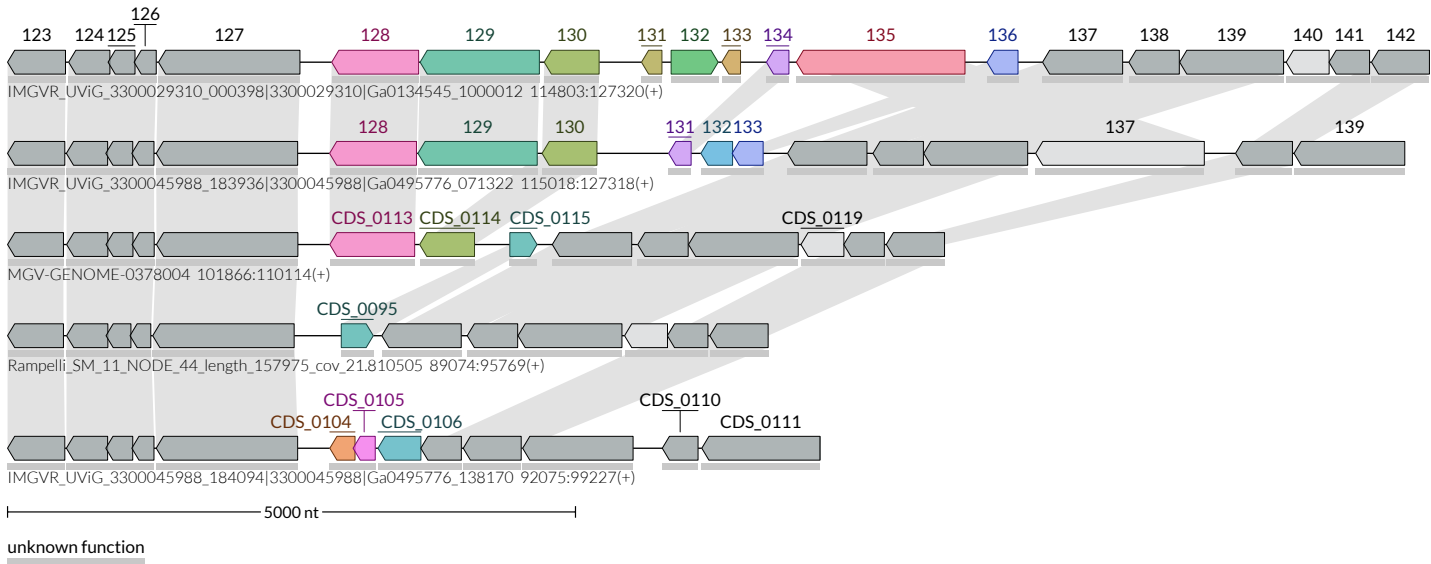 126
123 124 125 127 128 129 130 131 132 133 134 135 136 137 138 139 140 141 142
IMGVR_UViG_3300029310_000398|3300029310|Ga0134545_1000012 114803:127320(+)
128 129 130 131 132 133 137 139
IMGVR_UViG_3300045988_183936|3300045988|Ga0495776_071322 115018:127318(+)
CDS_0113 CDS_0114 CDS_0115 CDS_0119
MGV-GENOME-0378004 101866:110114(+)
CDS_0095
Rampelli_SM_11_NODE_44_length_157975_cov_21.810505 89074:95769(+)
CDS_0105 CDS_0110
CDS_0104 CDS_0106 CDS_0111
IMGVR_UViG_3300045988_184094|3300045988|Ga0495776_138170 92075:99227(+)
5000 nt
unknown function